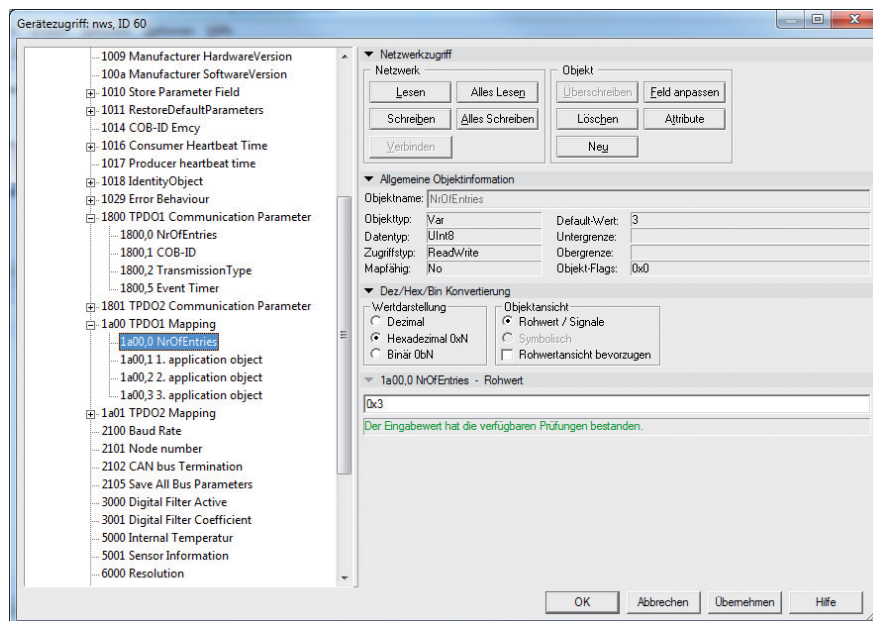 Gerätezugriff: nws, ID 60
1009 Manufacturer HardwareVersion
100a Manufacturer SoftwareVersion
1010 Store Parameter Field
1011 RestoreDefaultParameters
1014 COB-ID Emcy
1016 Consumer Heartbeat Time
1017 Producer heartbeat time
1018 IdentityObject
1029 Error Behaviour
1800 TPDO1 Communication Parameter
1800,0 NrOfEntries
1800,1 COB-ID
1800,2 TransmissionType
1800,5 Event Timer
1801 TPDO2 Communication Parameter
1a00 TPDO1 Mapping
1a00,0 NrOfEntries
1a00,1 1. application object
1a00,2 2. application object
1a00,3 3. application object
1a01 TPDO2 Mapping
2100 Baud Rate
2101 Node number
2102 CAN bus Termination
2105 Save All Bus Parameters
3000 Digital Filter Active
3001 Digital Filter Coefficient
5000 Internal Temperatur
5001 Sensor Information
6000 Resolution
Netzwerkzugriff
Netzwerk
Lesen Alles Lesen
Schreiben Alles Schreiben
Verbinden
Objekt
Überschreiben Feld anpassen
Löschen Attribute
Neu
Allgemeine Objektinformation
Objektname: NrOfEntries
Objekttyp: Var Default-Wert: 3
Datentyp: UInt8 Untergrenze:
Zugriffstyp: ReadWrite Obergrenze:
Mapfähig: No Objekt-Flags: 0x0
Dez/Hex/Bin Konvertierung
Wertdarstellung
Dezimal
Hexadezimal 0xN
Binär 0bN
Objektansicht
Rohwert / Signale
Symbolisch
Rohwertansicht bevorzugen
1a00,0 NrOfEntries - Rohwert
0x3
Der Eingabewert hat die verfügbaren Prüfungen bestanden.
OK Abbrechen Übernehmen Hilfe